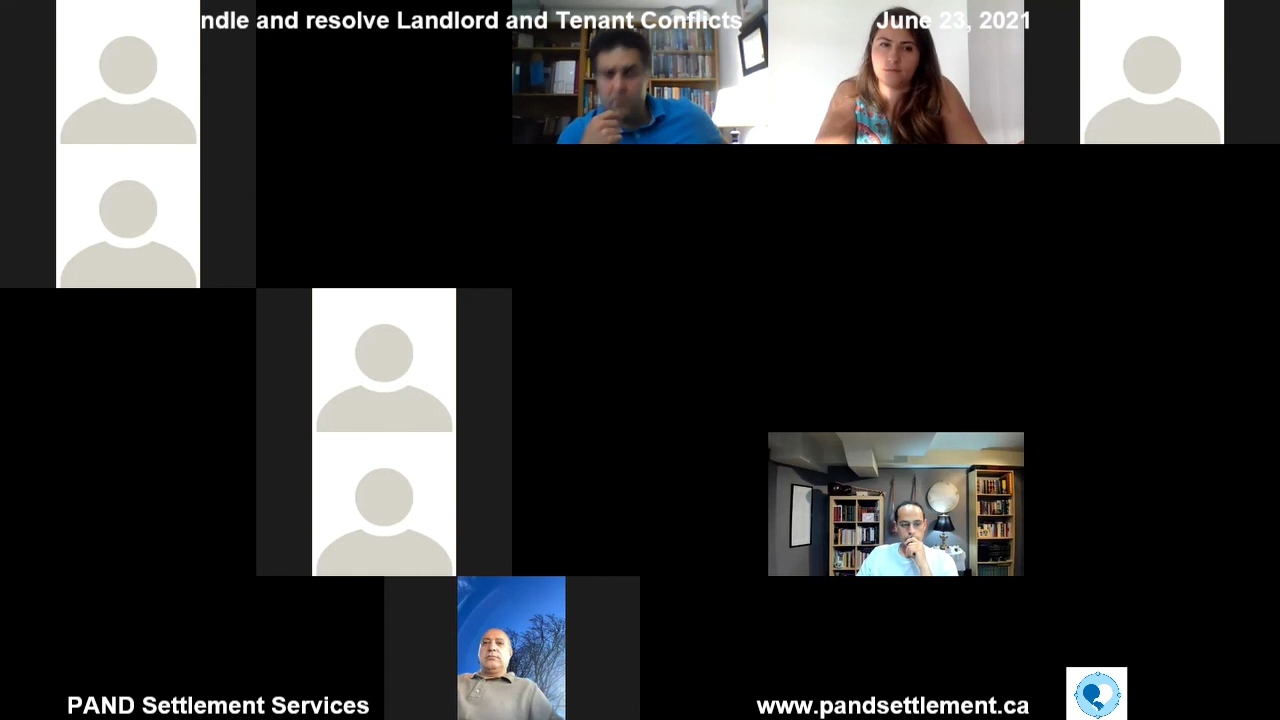 ndle and resolve Landlord and Tenant Conflicts
June 23, 2021
PAND Settlement Services
www.pandsettlement.ca